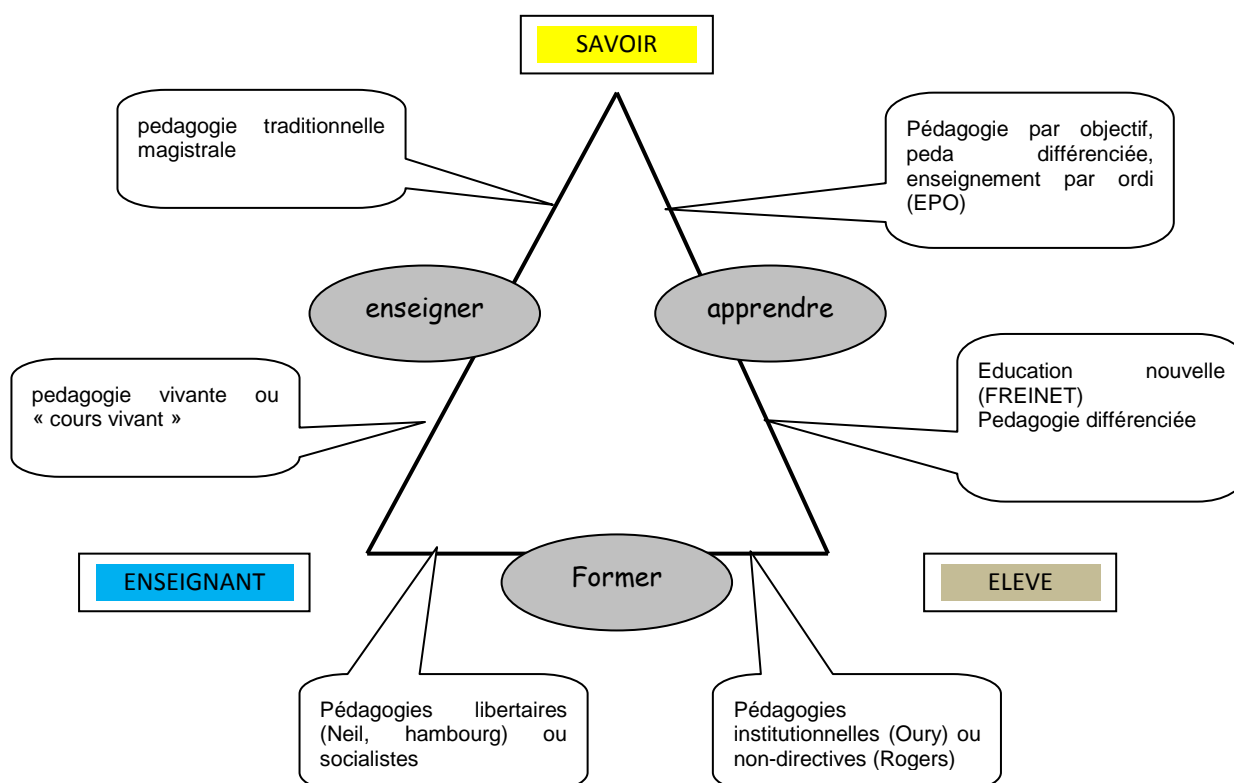 SAVOIR
pedagogie traditionnelle
magistrale
Pédagogie par objectif,
peda différenciée,
enseignement par ordi
(EPO)
enseigner
apprendre
pedagogie vivante ou
« cours vivant »
Education nouvelle
(FREINET)
Pedagogie différenciée
ENSEIGNANT
Former
ELEVE
Pédagogies libertaires
(Neil, hambourg) ou
socialistes
Pédagogies
institutionnelles (Oury) ou
non-directives (Rogers)